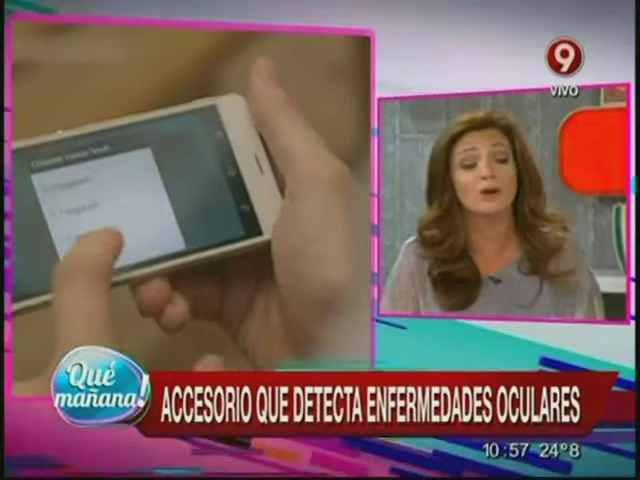 9
VIVO
Qué
mañana!
ACCESORIO QUE DETECTA ENFERMEDADES OCULARES
10:57 24°8